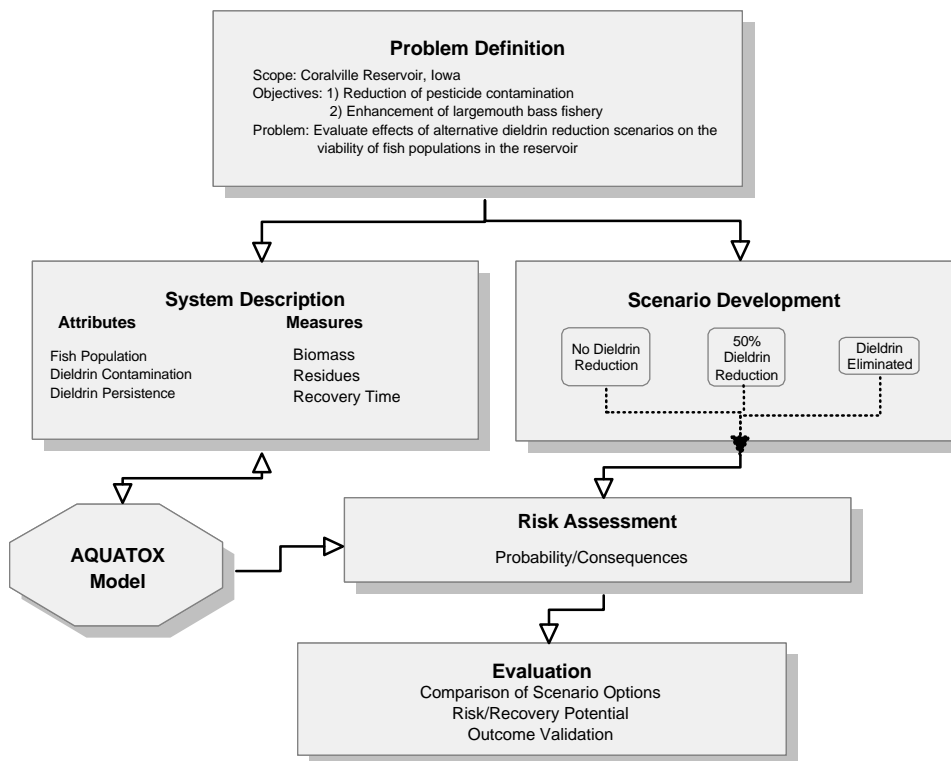 Problem Definition
Scope: Coralville Reservoir, Iowa
Objectives: 1) Reduction of pesticide contamination
2) Enhancement of largemouth bass fishery
Problem: Evaluate effects of alternative dieldrin reduction scenarios on the
viability of fish populations in the reservoir
System Description
Attributes
Measures
Fish Population
Dieldrin Contamination
Dieldrin Persistence
Biomass
Residues
Recovery Time
Scenario Development
No Dieldrin
Reduction
50%
Dieldrin
Reduction
Dieldrin
Eliminated
AQUATOX
Model
Risk Assessment
Probability/Consequences
Evaluation
Comparison of Scenario Options
Risk/Recovery Potential
Outcome Validation